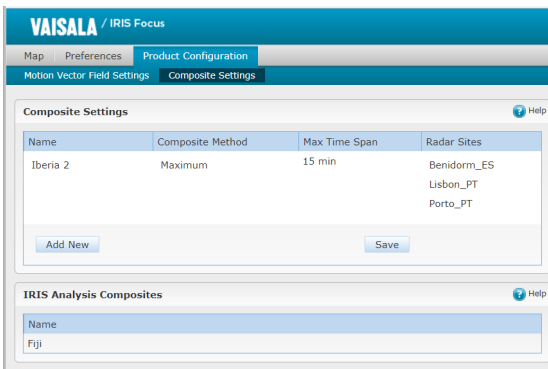 VAISALA / IRIS Focus
Map Preferences Product Configuration
Motion Vector Field Settings Composite Settings
Composite Settings ? Help
Name Composite Method Max Time Span Radar Sites
Iberia 2 Maximum 15 min Benidorm_ES
Lisbon_PT
Porto_PT
Add New Save
IRIS Analysis Composites ? Help
Name
Fiji